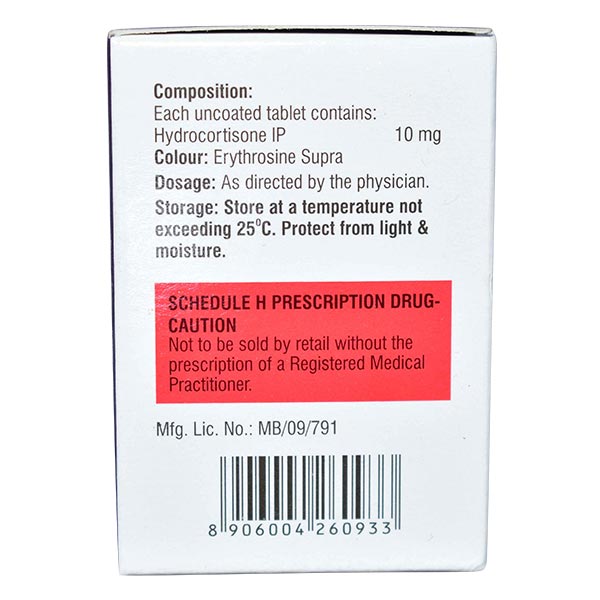 Composition:
Each uncoated tablet contains:
Hydrocortisone IP 10 mg
Colour: Erythrosine Supra
Dosage: As directed by the physician.
Storage: Store at a temperature not
exceeding 25°C. Protect from light &
moisture.
SCHEDULE H PRESCRIPTION DRUG-
CAUTION
Not to be sold by retail without the
prescription of a Registered Medical
Practitioner.
Mfg. Lic. No.: MB/09/791
8 906004 260933